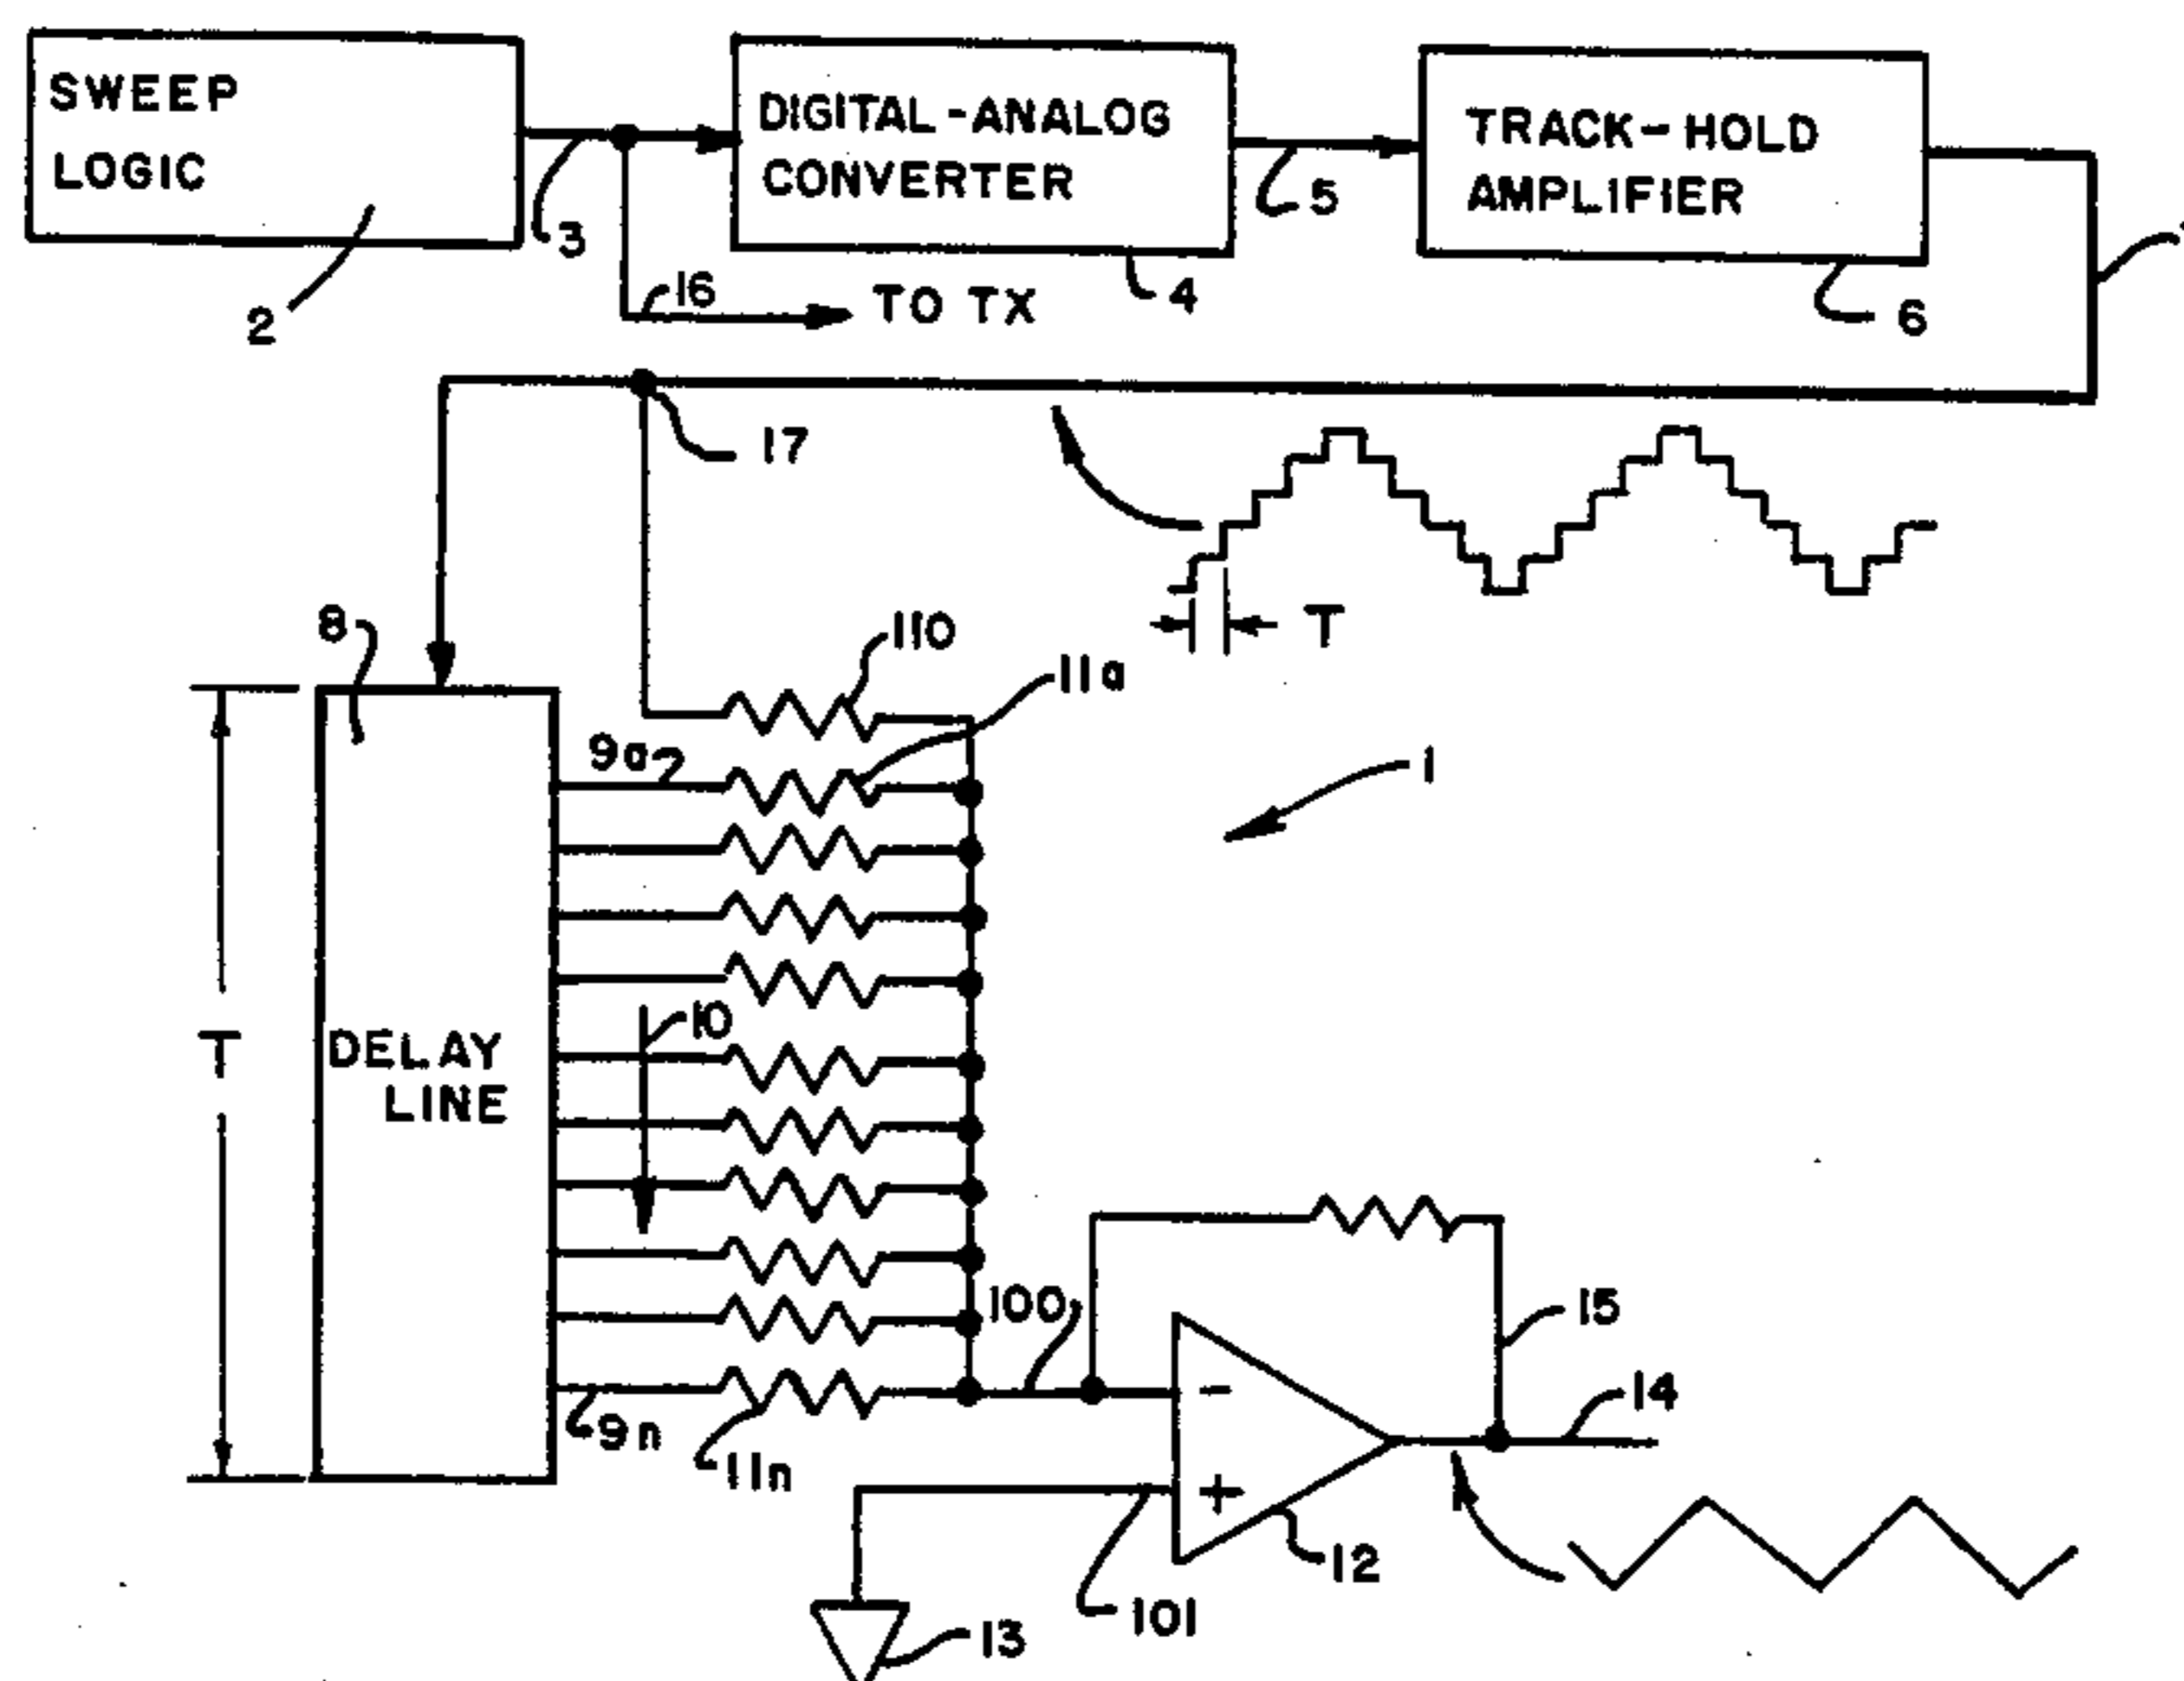 SWEEP
LOGIC
DIGITAL-ANALOG
CONVERTER
TRACK-HOLD
AMPLIFIER
2
3
16
TO TX
4
5
6
17
T
8
110
11a
9a
1
T
DELAY
LINE
10
100
15
14
9n
11n
-
+
12
101
13